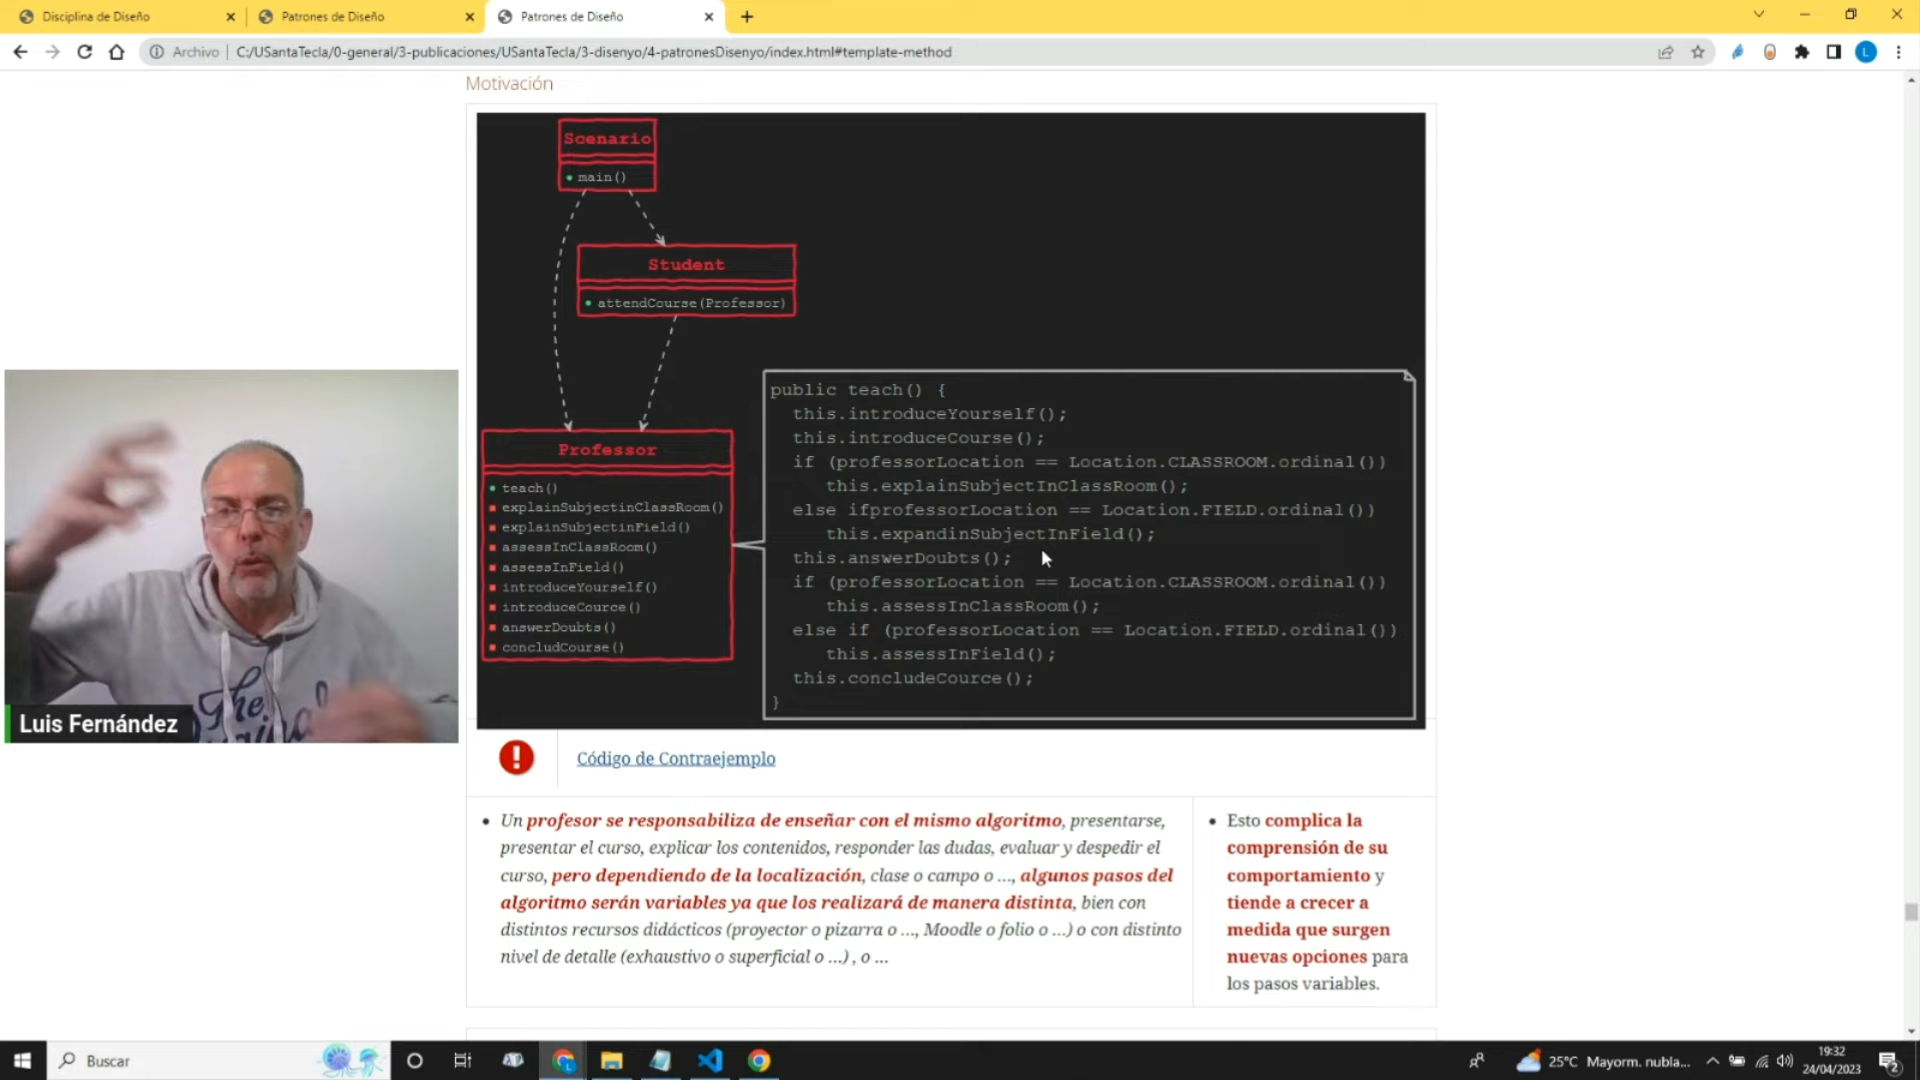 Disciplina de Diseño
Patrones de Diseño
Patrones de Diseño
Archivo
C:/USantaTecla/0-general/3-publicaciones/USantaTecla/3-disenyo/4-patronesDisenyo/index.html#template-method
L
Motivación
Scenario
main()
Student
attendCourse(Professor)
Professor
teach()
explainSubjectinClassRoom()
explainSubjectinField()
assessInClassRoom()
assessInField()
introduceYourself()
introduceCource()
answerDoubts()
concludCourse()
public teach() {
this.introduceYourself();
this.introduceCourse();
if (professorLocation == Location.CLASSROOM.ordinal())
this.explainSubjectInClassRoom();
else ifprofessorLocation == Location.FIELD.ordinal())
this.expandinSubjectInField();
this.answerDoubts();
if (professorLocation == Location.CLASSROOM.ordinal())
this.assessInClassRoom();
else if (professorLocation == Location.FIELD.ordinal())
this.assessInField();
this.concludeCource();
}
The
Luis Fernández
Código de Contraejemplo
Un profesor se responsabiliza de enseñar con el mismo algoritmo, presentarse,
presentar el curso, explicar los contenidos, responder las dudas, evaluar y despedir el
curso, pero dependiendo de la localización, clase o campo o ..., algunos pasos del
algoritmo serán variables ya que los realizará de manera distinta, bien con
distintos recursos didácticos (proyector o pizarra o ..., Moodle o folio o ...) o con distinto
nivel de detalle (exhaustivo o superficial o ...) , o ...
Esto complica la
comprensión de su
comportamiento y
tiende a crecer a
medida que surgen
nuevas opciones para
los pasos variables.
Buscar
25°C Mayorm. nubla...
19:32
24/04/2023
2